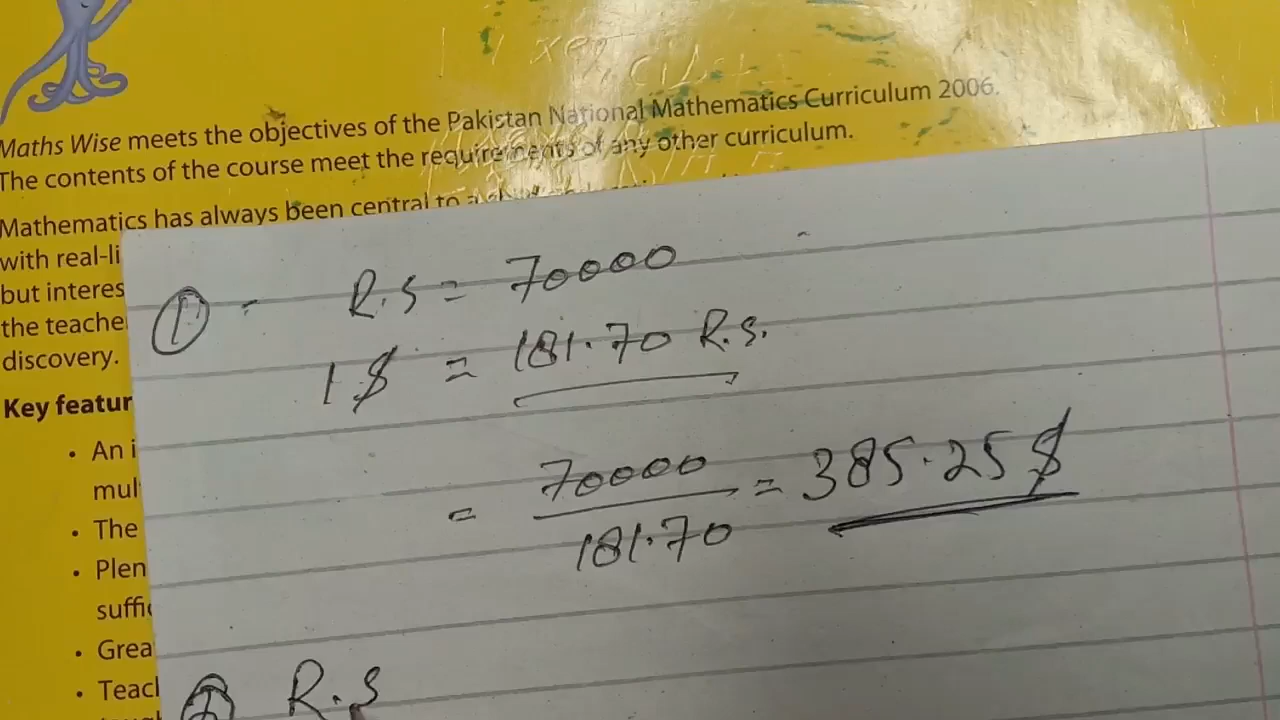 Maths Wise meets the objectives of the Pakistan National Mathematics Curriculum 2006.
The contents of the course meet the requirements of any other curriculum.
Mathematics has always been central to a
with real-li
but interes
the teache
discovery.
Key featur
• An i
mul
• The
• Plen
suffic
• Grea
• Teach
① - R.S = 70000
1 $ = 181.70 R.S.
= 70000 / 181.70 = 385.25 $
② R.S